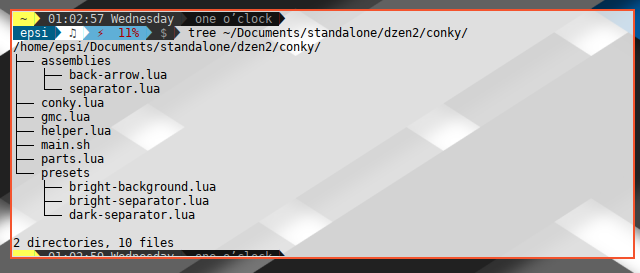 ~ 01:02:57 Wednesday one o’clock
epsi ♫ ⚡ 11% $ tree ~/Documents/standalone/dzen2/conky/
/home/epsi/Documents/standalone/dzen2/conky/
├── assemblies
│   ├── back-arrow.lua
│   └── separator.lua
├── conky.lua
├── gmc.lua
├── helper.lua
├── main.sh
├── parts.lua
└── presets
    ├── bright-background.lua
    ├── bright-separator.lua
    └── dark-separator.lua
2 directories, 10 files
~ 01:02:59 Wednesday one o’clock